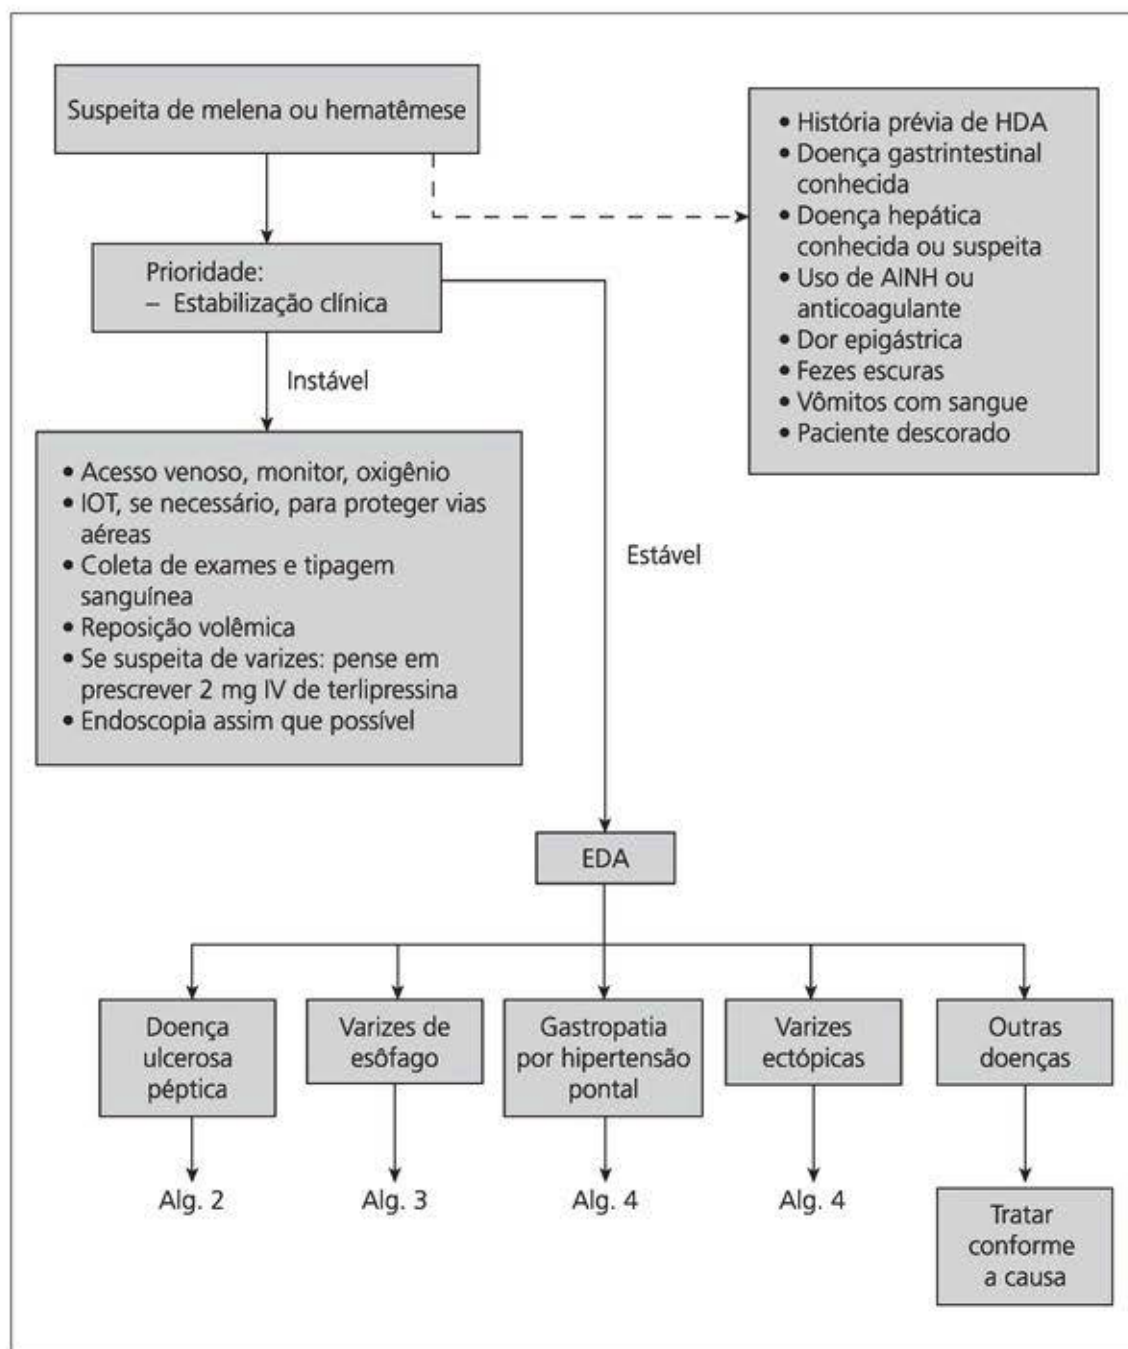 Suspeita de melena ou hematêmese
• História prévia de HDA
• Doença gastrintestinal
conhecida
• Doença hepática
conhecida ou suspeita
• Uso de AINH ou
anticoagulante
• Dor epigástrica
• Fezes escuras
• Vômitos com sangue
• Paciente descorado
Prioridade:
– Estabilização clínica
Instável
• Acesso venoso, monitor, oxigênio
• IOT, se necessário, para proteger vias
aéreas
• Coleta de exames e tipagem
sanguínea
• Reposição volêmica
• Se suspeita de varizes: pense em
prescrever 2 mg IV de terlipressina
• Endoscopia assim que possível
Estável
EDA
Doença
ulcerosa
péptica
Varizes de
esôfago
Gastropatia
por hipertensão
pontal
Varizes
ectópicas
Outras
doenças
Alg. 2
Alg. 3
Alg. 4
Alg. 4
Tratar
conforme
a causa